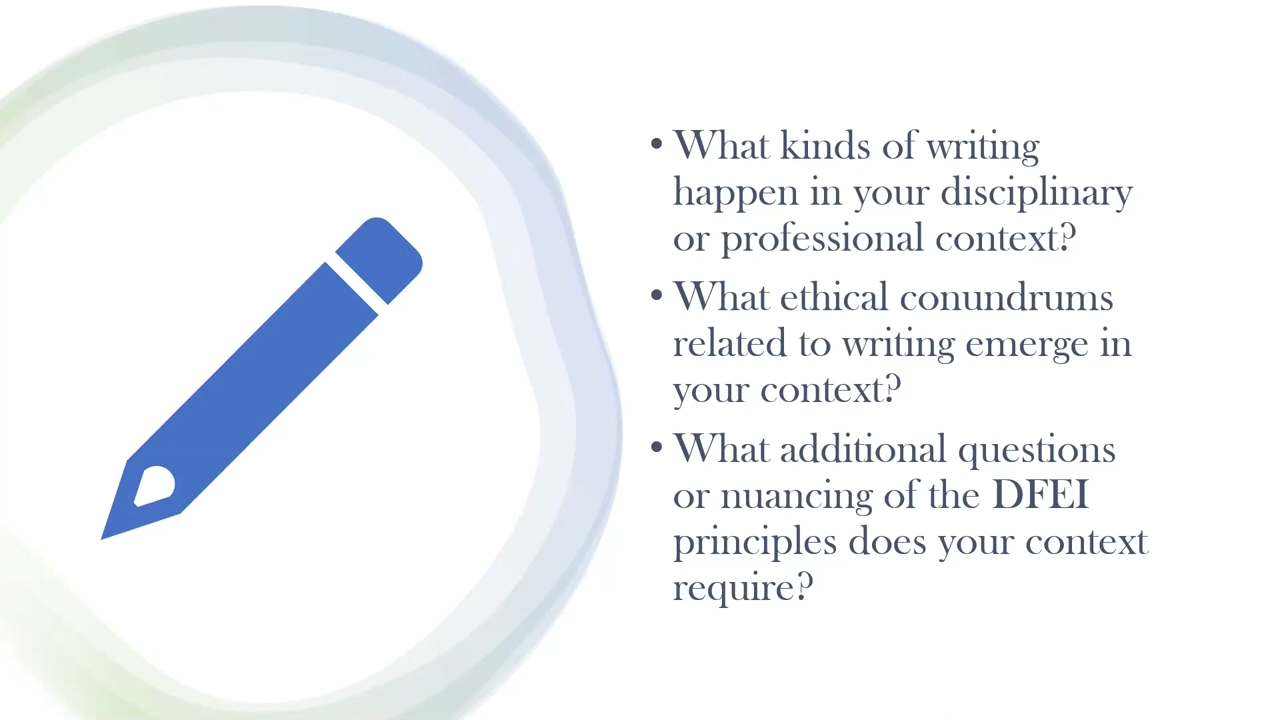 • What kinds of writing
happen in your disciplinary
or professional context?
• What ethical conundrums
related to writing emerge in
your context?
• What additional questions
or nuancing of the DFEI
principles does your context
require?